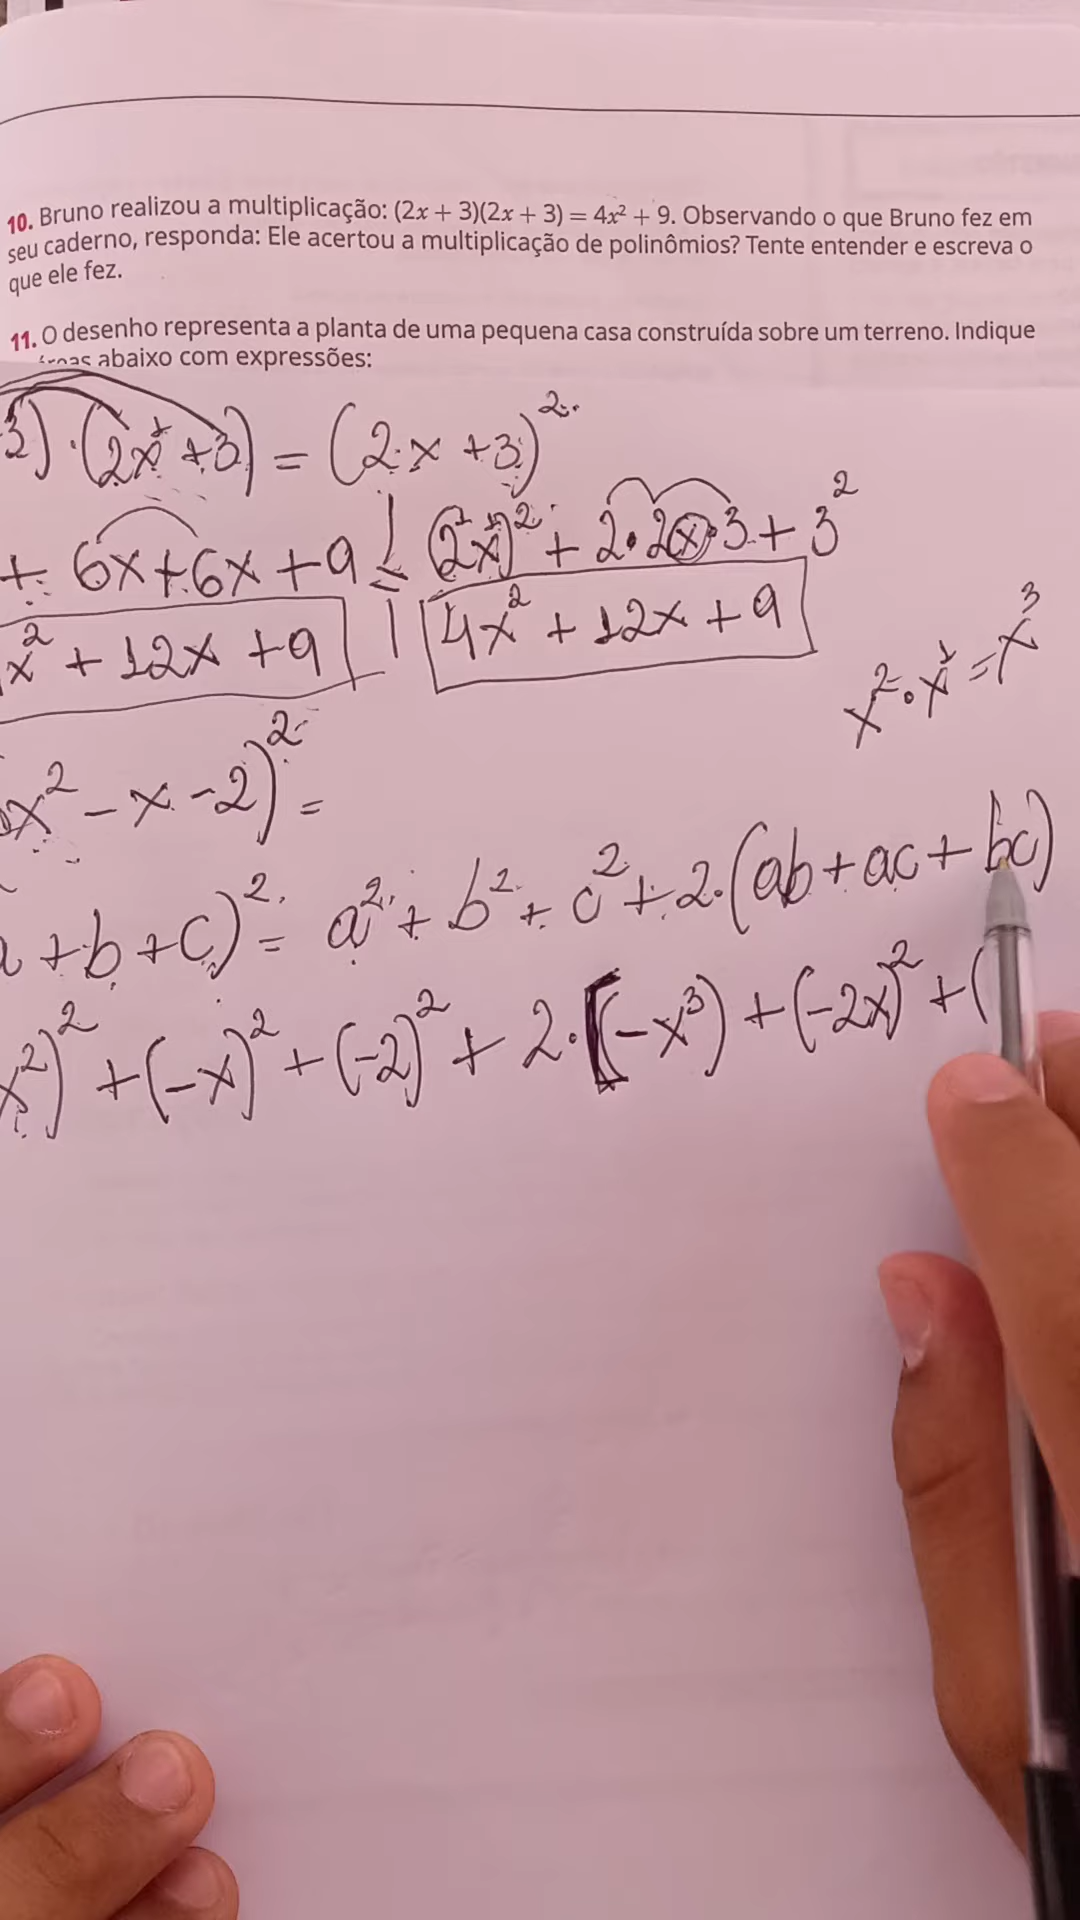 10. Bruno realizou a multiplicação: (2x + 3)(2x + 3) = 4x² + 9. Observando o que Bruno fez em
seu caderno, responda: Ele acertou a multiplicação de polinômios? Tente entender e escreva o
que ele fez.
11. O desenho representa a planta de uma pequena casa construída sobre um terreno. Indique
abaixo com expressões:
3) · (2x¹ + 3) = (2x + 3)²
+ 6x + 6x + 9 = (2¹x¹)² + 2 · 2x · 3 + 3²
x² + 12x + 9 4x² + 12x + 9
x² · x¹ = x³
x² - x - 2)² =
+ b + c)² = a² + b² + c² + 2 · (ab + ac + bc)
x²)² + (-x)² + (-2)² + 2 · [(-x³) + (-2x)² + (